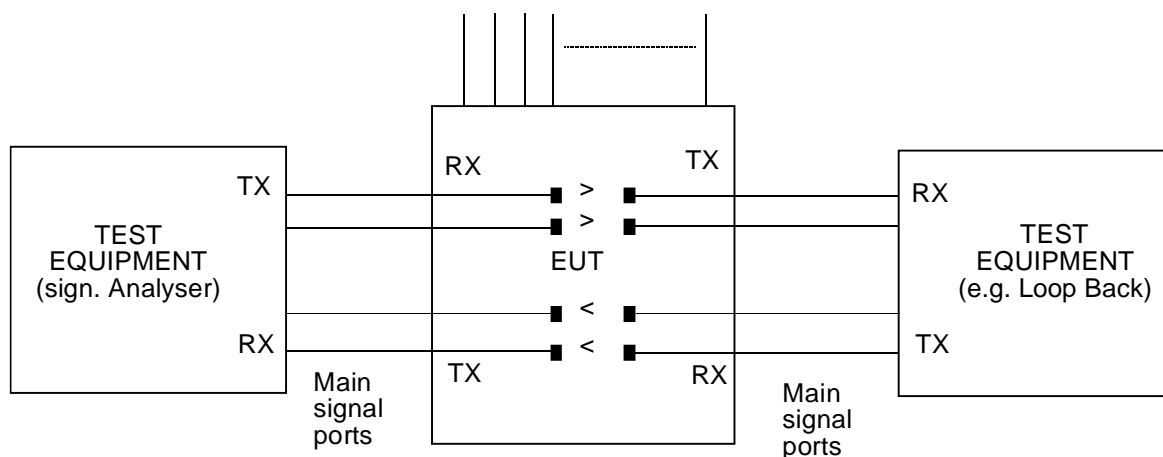 RX
TX
TX
>
RX
TEST
EQUIPMENT
(sign. Analyser)
>
TEST
EQUIPMENT
(e.g. Loop Back)
EUT
<
RX
<
TX
TX
RX
Main
signal
ports
Main
signal
ports